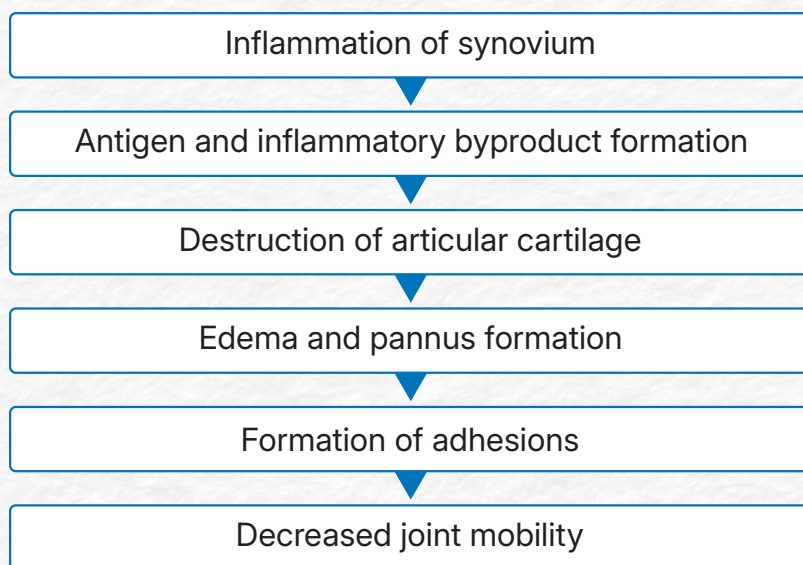 Inflammation of synovium
Antigen and inflammatory byproduct formation
Destruction of articular cartilage
Edema and pannus formation
Formation of adhesions
Decreased joint mobility